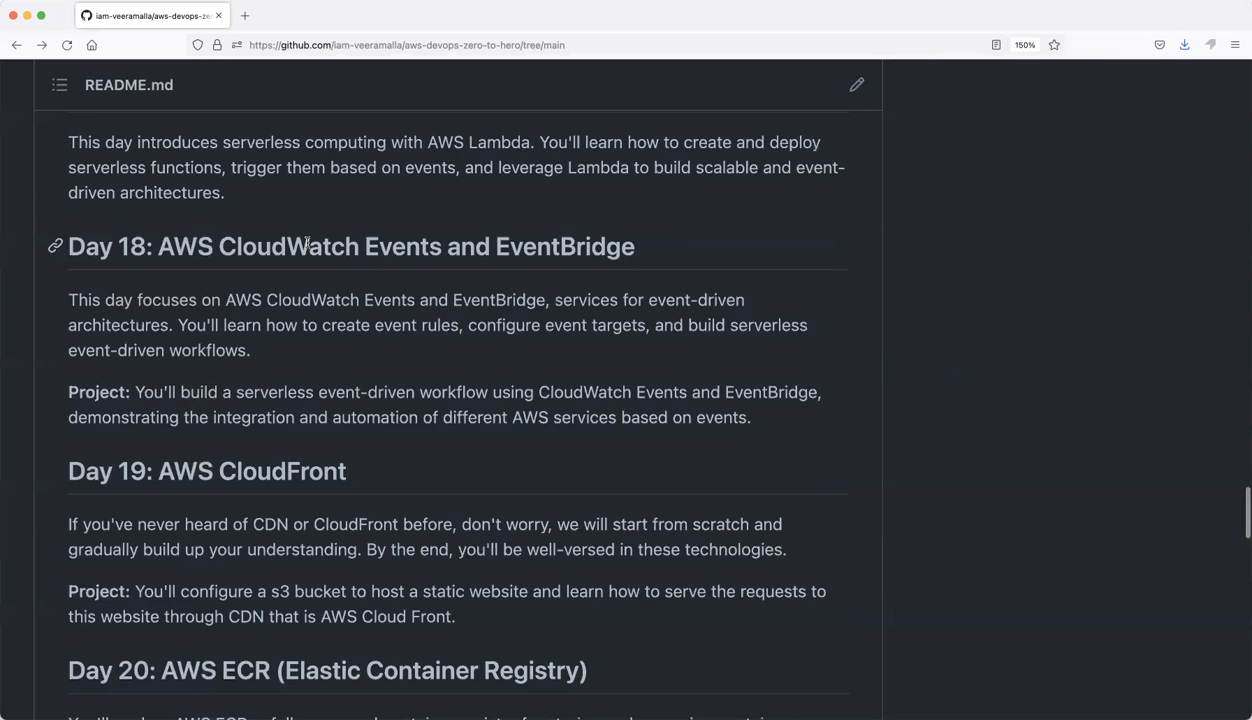 iam-veeramalla/aws-devops-zer
https://github.com/iam-veeramalla/aws-devops-zero-to-hero/tree/main
150%
README.md
This day introduces serverless computing with AWS Lambda. You'll learn how to create and deploy
serverless functions, trigger them based on events, and leverage Lambda to build scalable and event-
driven architectures.
Day 18: AWS CloudWatch Events and EventBridge
This day focuses on AWS CloudWatch Events and EventBridge, services for event-driven
architectures. You'll learn how to create event rules, configure event targets, and build serverless
event-driven workflows.
Project: You'll build a serverless event-driven workflow using CloudWatch Events and EventBridge,
demonstrating the integration and automation of different AWS services based on events.
Day 19: AWS CloudFront
If you've never heard of CDN or CloudFront before, don't worry, we will start from scratch and
gradually build up your understanding. By the end, you'll be well-versed in these technologies.
Project: You'll configure a s3 bucket to host a static website and learn how to serve the requests to
this website through CDN that is AWS Cloud Front.
Day 20: AWS ECR (Elastic Container Registry)